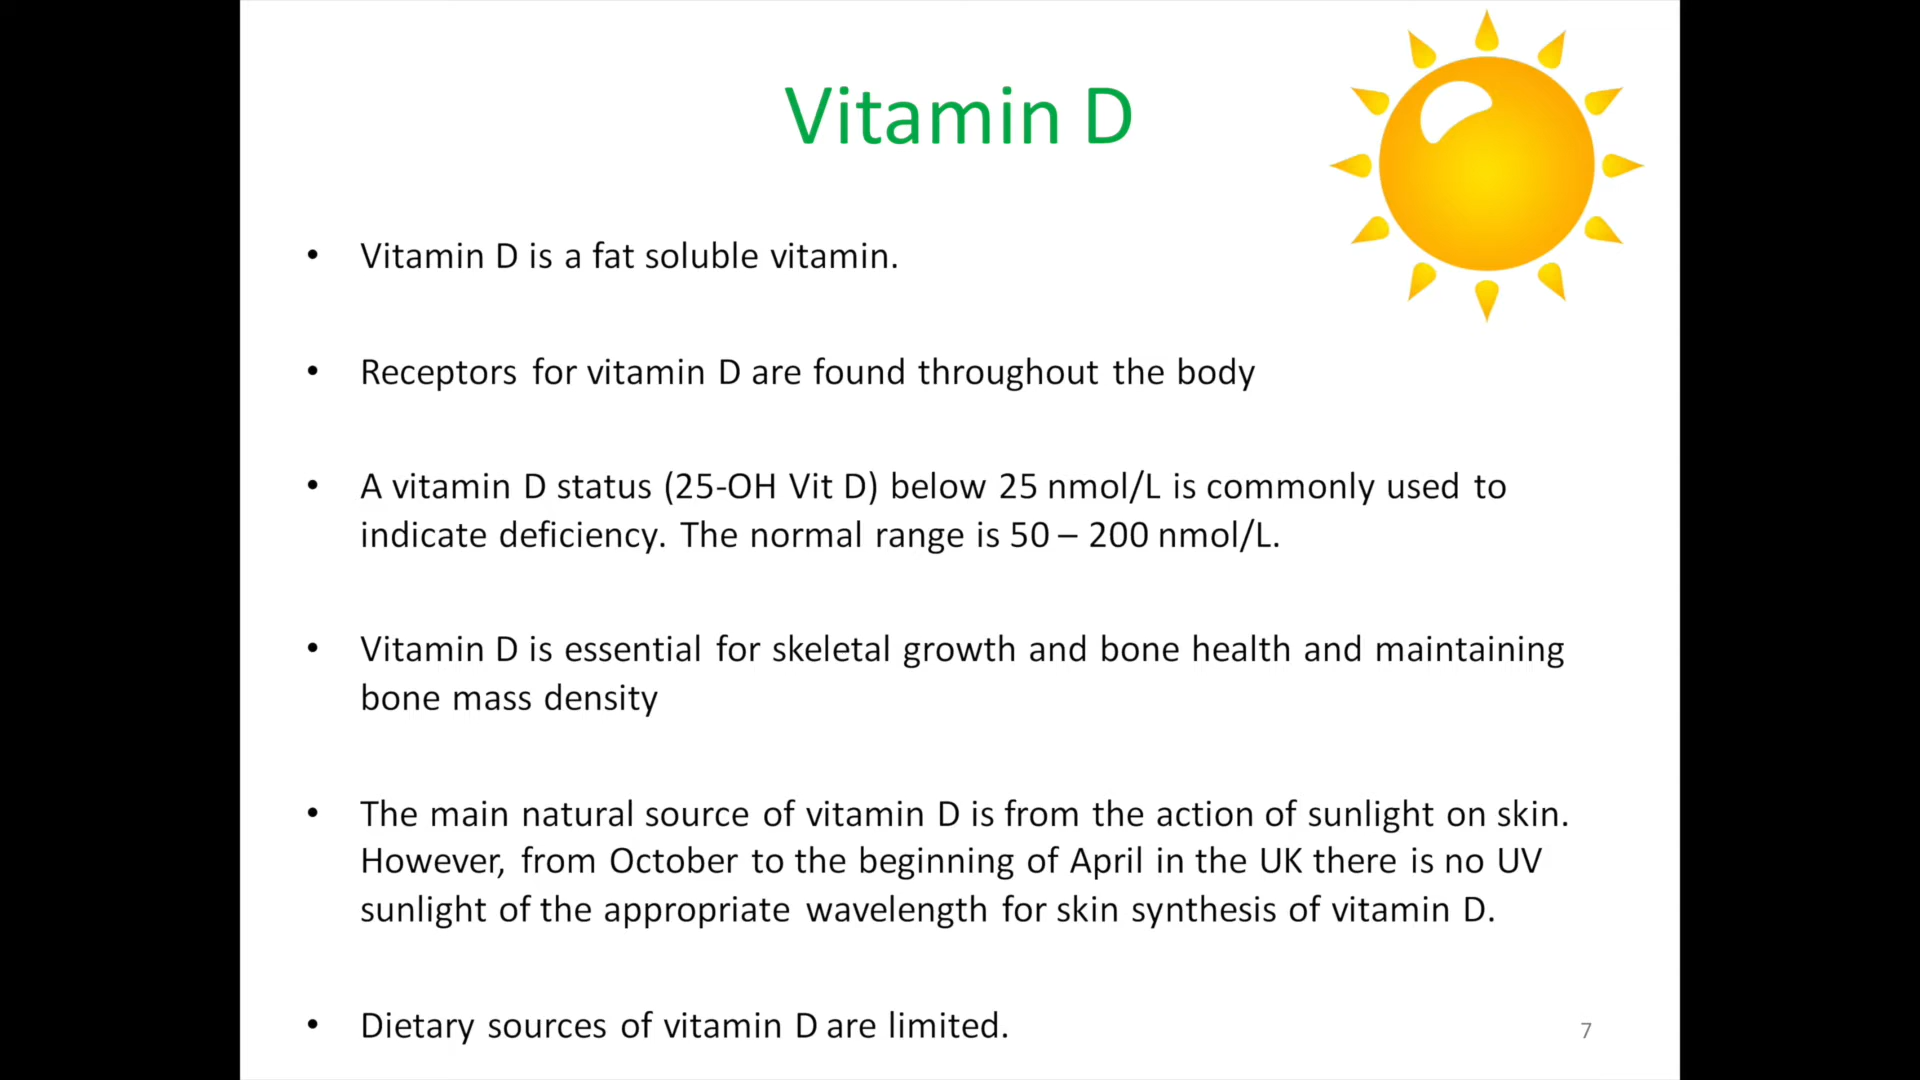 Vitamin D
• Vitamin D is a fat soluble vitamin.
• Receptors for vitamin D are found throughout the body
• A vitamin D status (25-OH Vit D) below 25 nmol/L is commonly used to
indicate deficiency. The normal range is 50 – 200 nmol/L.
• Vitamin D is essential for skeletal growth and bone health and maintaining
bone mass density
• The main natural source of vitamin D is from the action of sunlight on skin.
However, from October to the beginning of April in the UK there is no UV
sunlight of the appropriate wavelength for skin synthesis of vitamin D.
• Dietary sources of vitamin D are limited.
7